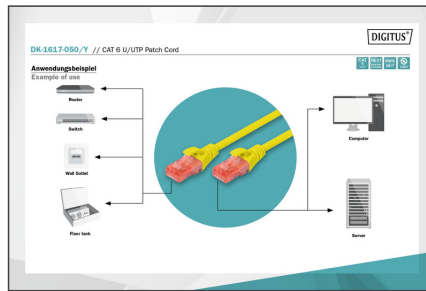 DIGITUS®
DK-1617-050/Y // CAT 6 U/UTP Patch Cord
Anwendungsbeispiel
Example of use
Router
Switch
Wall Outlet
Floor tank
Computer
Server